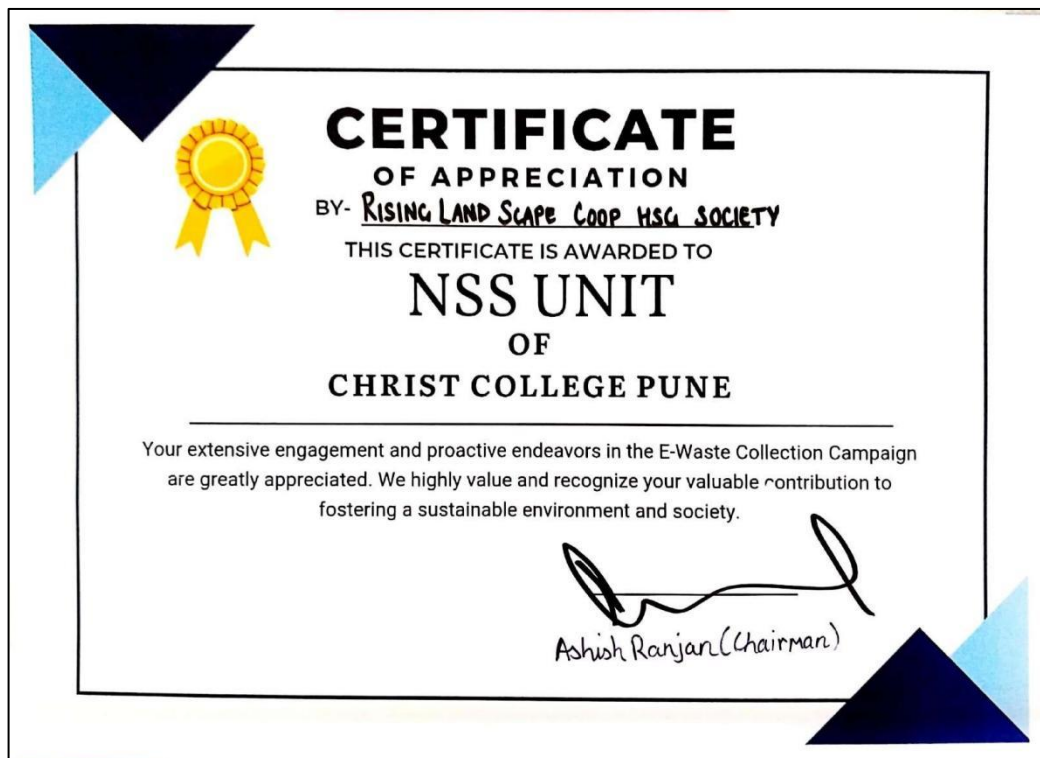 CERTIFICATE
OF APPRECIATION
BY- RISING LAND SCAPE COOP HSG SOCIETY
THIS CERTIFICATE IS AWARDED TO
NSS UNIT
OF
CHRIST COLLEGE PUNE
Your extensive engagement and proactive endeavors in the E-Waste Collection Campaign
are greatly appreciated. We highly value and recognize your valuable contribution to
fostering a sustainable environment and society.
Ashish Ranjan (Chairman)